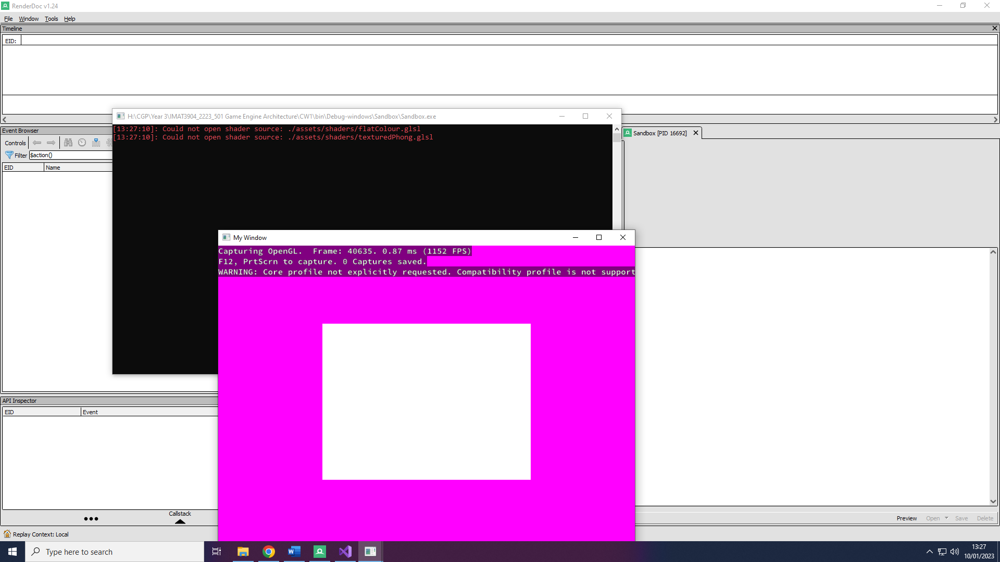 RenderDoc v1.24
File Window Tools Help
Timeline
EID:
H:\CGP\Year 3\IMAT3904_2223_501 Game Engine Architecture\CW1\bin\Debug-windows\Sandbox\Sandbox.exe
[13:27:10]: Could not open shader source: ./assets/shaders/flatColour.glsl
[13:27:10]: Could not open shader source: ./assets/shaders/texturedPhong.glsl
Event Browser
Sandbox [PID 16692]
Controls
Filter $action()
EID Name
My Window
Capturing OpenGL.  Frame: 40635. 0.87 ms (1152 FPS)
F12, PrtScrn to capture. 0 Captures saved.
WARNING: Core profile not explicitly requested. Compatibility profile is not support
API Inspector
EID Event
Callstack
Preview Open Save Delete
Replay Context: Local
Type here to search
13:27
10/01/2023